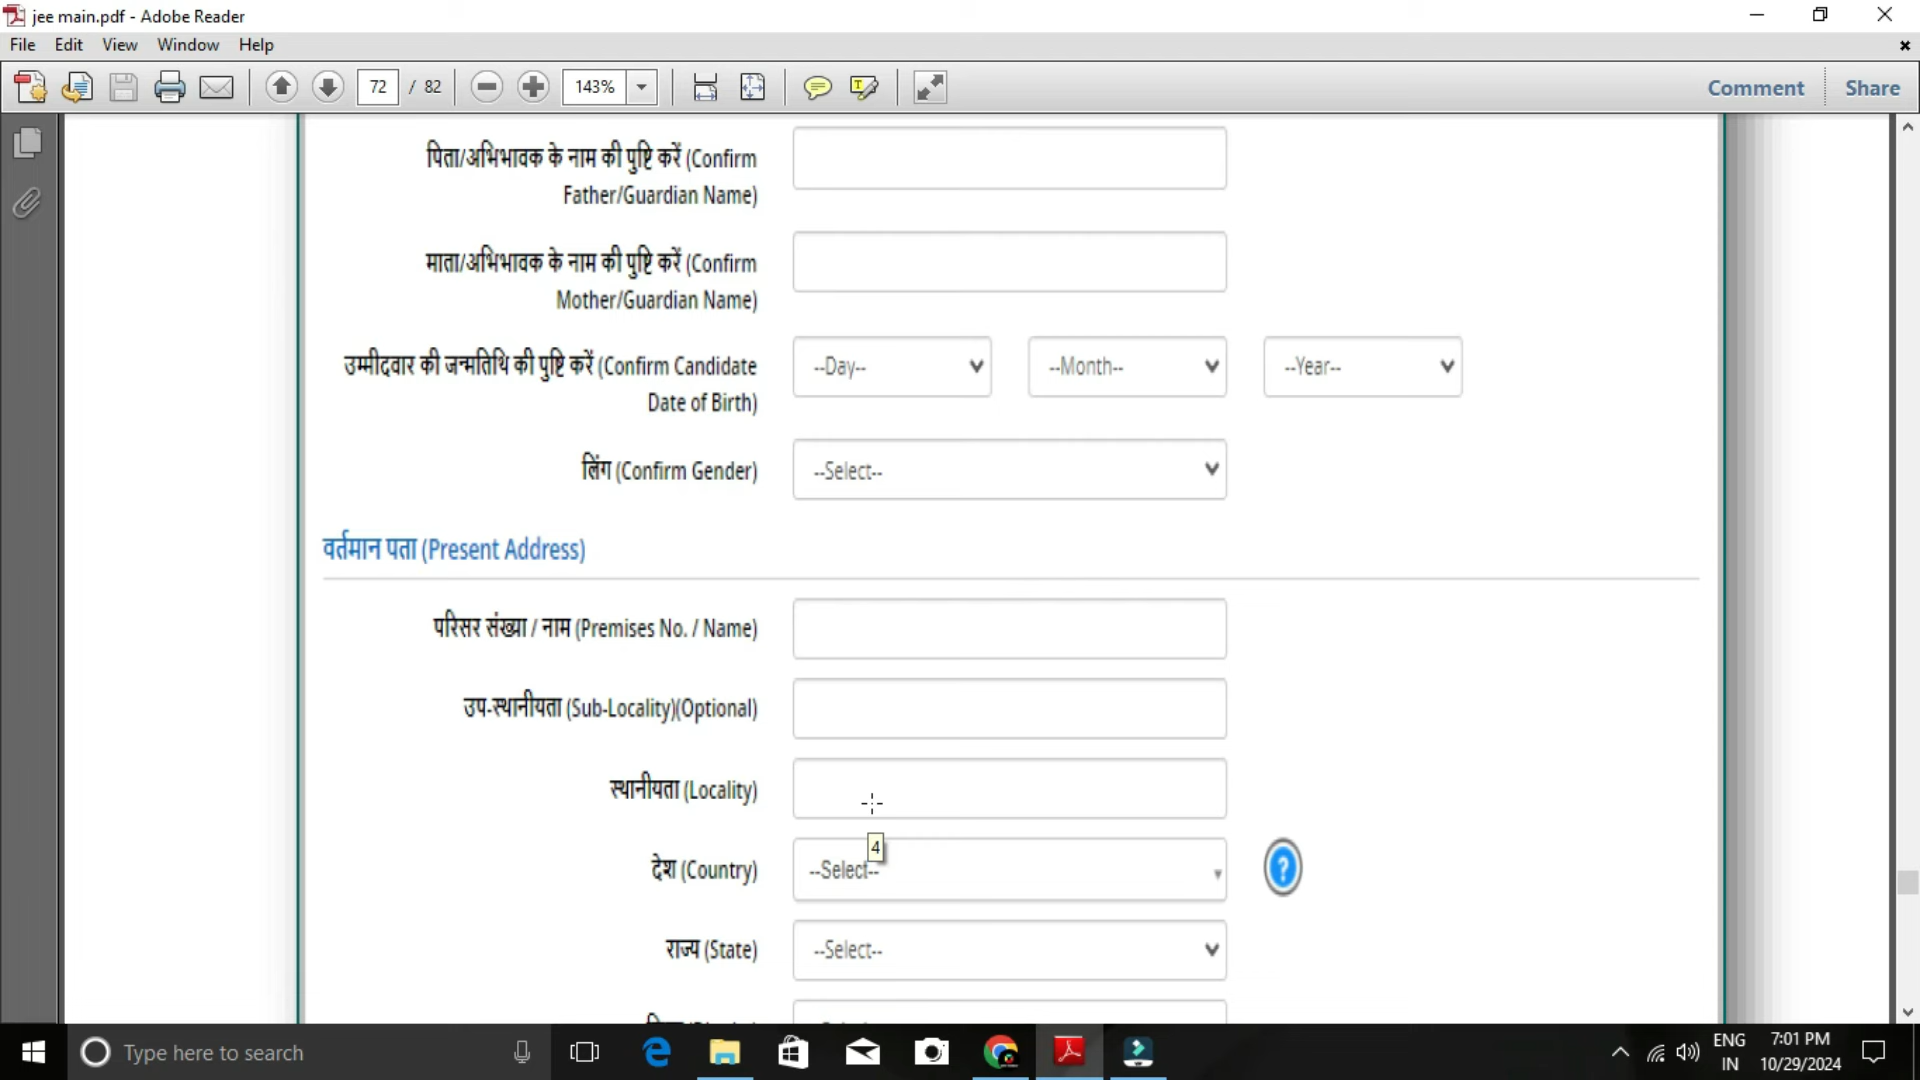 jee main.pdf - Adobe Reader
File Edit View Window Help
72 / 82 143% Comment Share
पिता/अभिभावक के नाम की पुष्टि करें (Confirm
Father/Guardian Name)
माता/अभिभावक के नाम की पुष्टि करें (Confirm
Mother/Guardian Name)
उम्मीदवार की जन्मतिथि की पुष्टि करें (Confirm Candidate
Date of Birth)
--Day-- --Month-- --Year--
लिंग (Confirm Gender) --Select--
वर्तमान पता (Present Address)
परिसर संख्या / नाम (Premises No. / Name)
उप-स्थानीयता (Sub-Locality)(Optional)
स्थानीयता (Locality)
4
देश (Country) --Select-- ?
राज्य (State) --Select--
Type here to search
ENG 7:01 PM
IN 10/29/2024